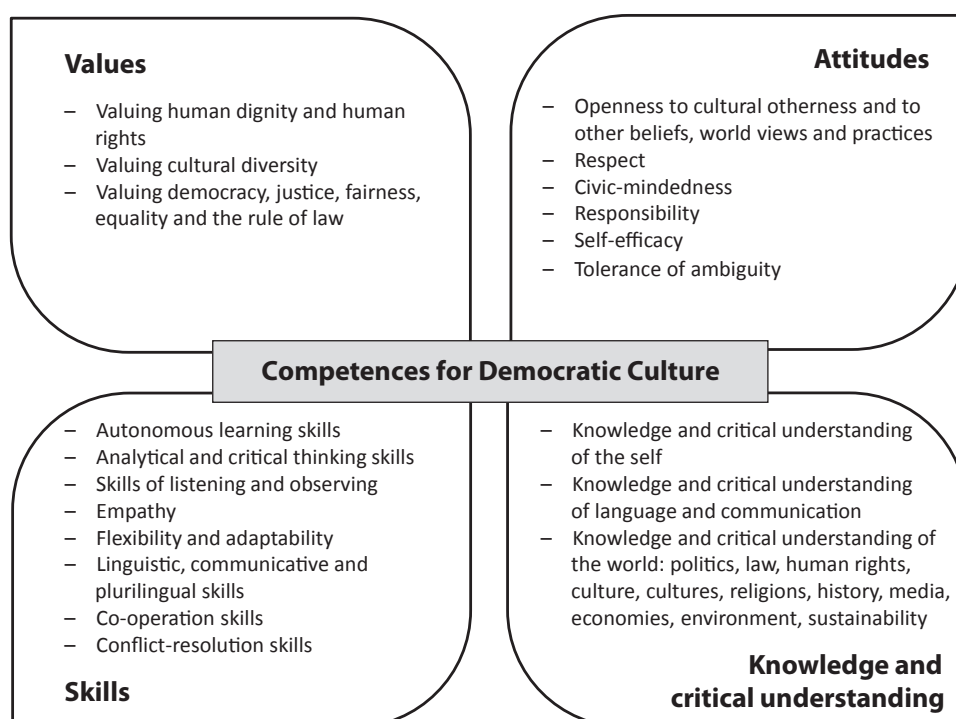 Values
– Valuing human dignity and human
rights
– Valuing cultural diversity
– Valuing democracy, justice, fairness,
equality and the rule of law
Attitudes
– Openness to cultural otherness and to
other beliefs, world views and practices
– Respect
– Civic-mindedness
– Responsibility
– Self-efficacy
– Tolerance of ambiguity
Competences for Democratic Culture
– Autonomous learning skills
– Analytical and critical thinking skills
– Skills of listening and observing
– Empathy
– Flexibility and adaptability
– Linguistic, communicative and
plurilingual skills
– Co-operation skills
– Conflict-resolution skills
Skills
– Knowledge and critical understanding
of the self
– Knowledge and critical understanding
of language and communication
– Knowledge and critical understanding of
the world: politics, law, human rights,
culture, cultures, religions, history, media,
economies, environment, sustainability
Knowledge and
critical understanding